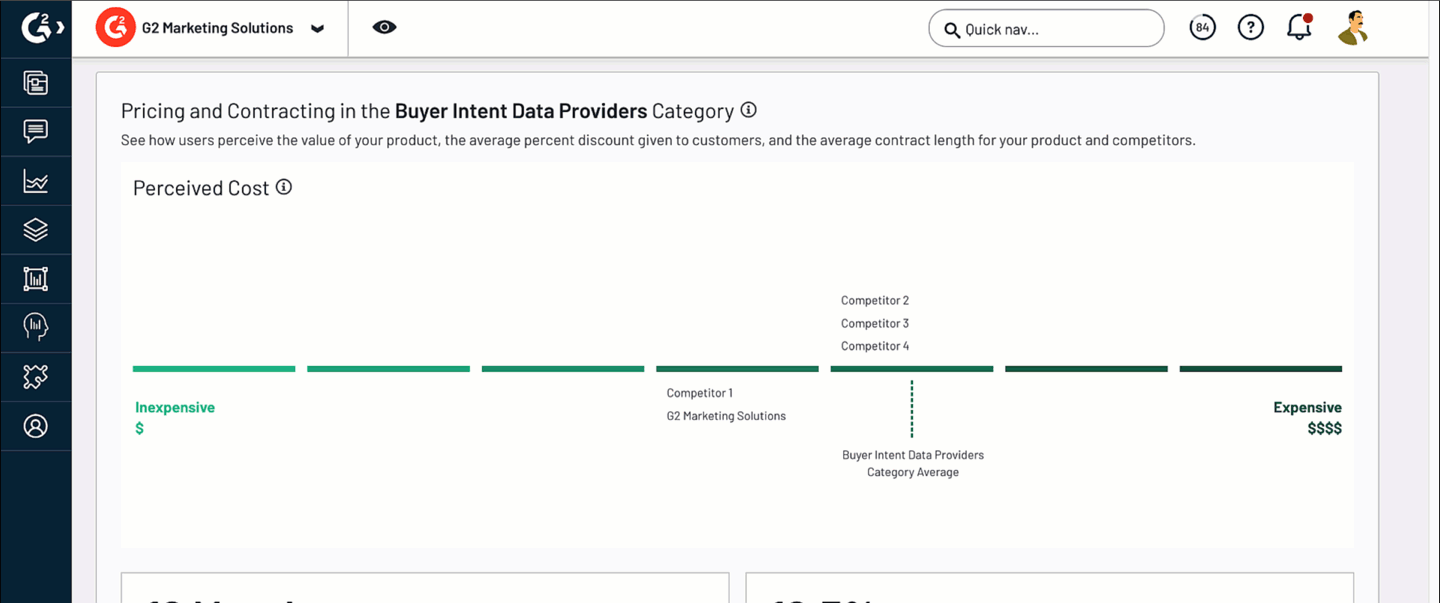 G2 Marketing Solutions
Quick nav...
84
?
Pricing and Contracting in the Buyer Intent Data Providers Category
See how users perceive the value of your product, the average percent discount given to customers, and the average contract length for your product and competitors.
Perceived Cost
Competitor 2
Competitor 3
Competitor 4
Competitor 1
G2 Marketing Solutions
Inexpensive
$
Expensive
$$$$
Buyer Intent Data Providers
Category Average